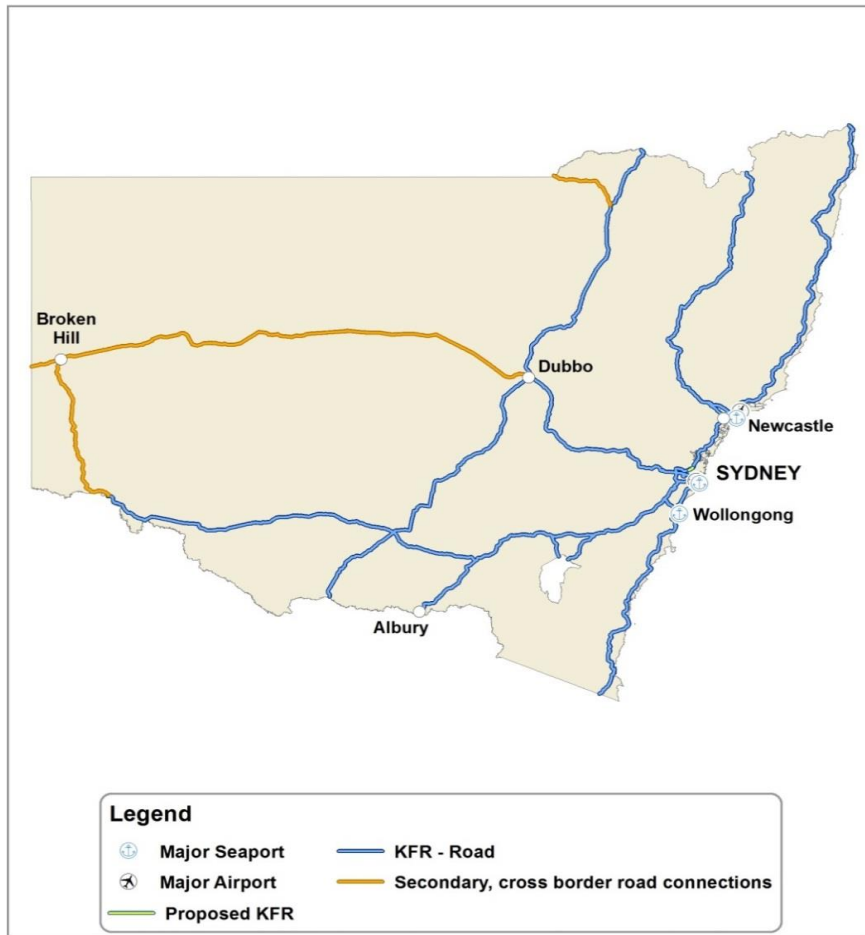 Broken
Hill
Dubbo
Newcastle
SYDNEY
Wollongong
Albury
Legend
Major Seaport
KFR - Road
Major Airport
Secondary, cross border road connections
Proposed KFR